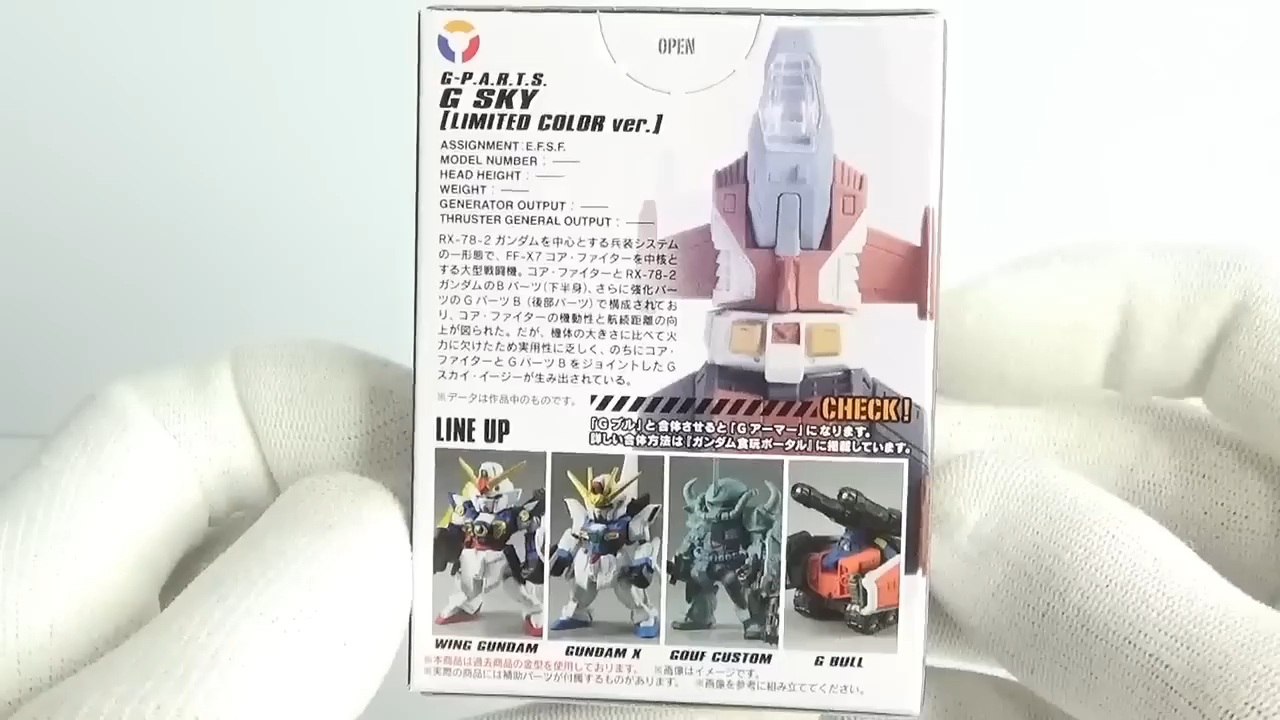 OPEN
G-P.A.R.T.S.
G SKY
[LIMITED COLOR ver.]
ASSIGNMENT : E.F.S.F.
MODEL NUMBER : ——
HEAD HEIGHT : ——
WEIGHT : ——
GENERATOR OUTPUT : ——
THRUSTER GENERAL OUTPUT : ——
RX-78-2 ガンダムを中心とする兵装システム
の一形態で、FF-X7 コア・ファイターを中核と
する大型戦闘機。コア・ファイターと RX-78-2
ガンダムの B パーツ（下半身）、さらに強化パー
ツの G パーツ B（後部パーツ）で構成されてお
り、コア・ファイターの機動性と航続距離の向
上が図られた。だが、機体の大きさに比べて火
力に欠けたため実用性に乏しく、のちにコア・
ファイターと G パーツ B をジョイントした G
スカイ・イージーが生み出されている。
※データは作品中のものです。
CHECK!
「G ブル」と合体させると「G アーマー」になります。
詳しい合体方法は『ガンダム食玩ポータル』に掲載しています。
LINE UP
WING GUNDAM
GUNDAM X
GOUF CUSTOM
G BULL
※本商品は過去商品の金型を使用しております。 ※画像はイメージです。
※実際の商品には補助パーツが付属するものがあります。 ※画像を参考に組み立ててください。